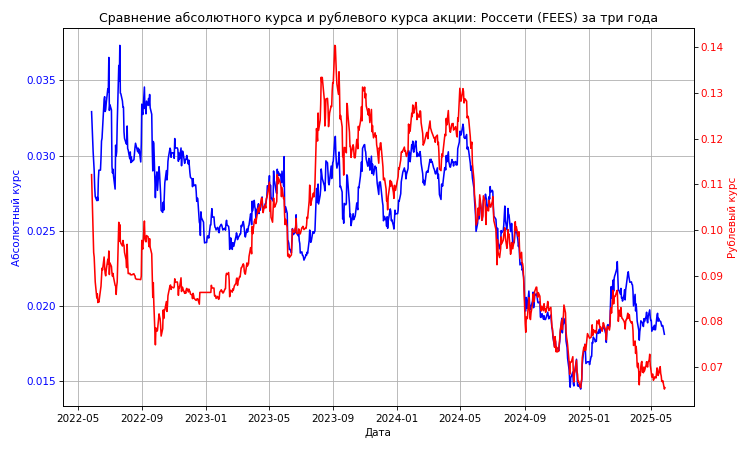 Сравнение абсолютного курса и рублевого курса акции: Россети (FEES) за три года
Абсолютный курс
0.035
0.030
0.025
0.020
0.015
0.14
0.13
0.12
0.11
0.10
0.09
0.08
0.07
Рублевый курс
2022-05 2022-09 2023-01 2023-05 2023-09 2024-01 2024-05 2024-09 2025-01 2025-05
Дата